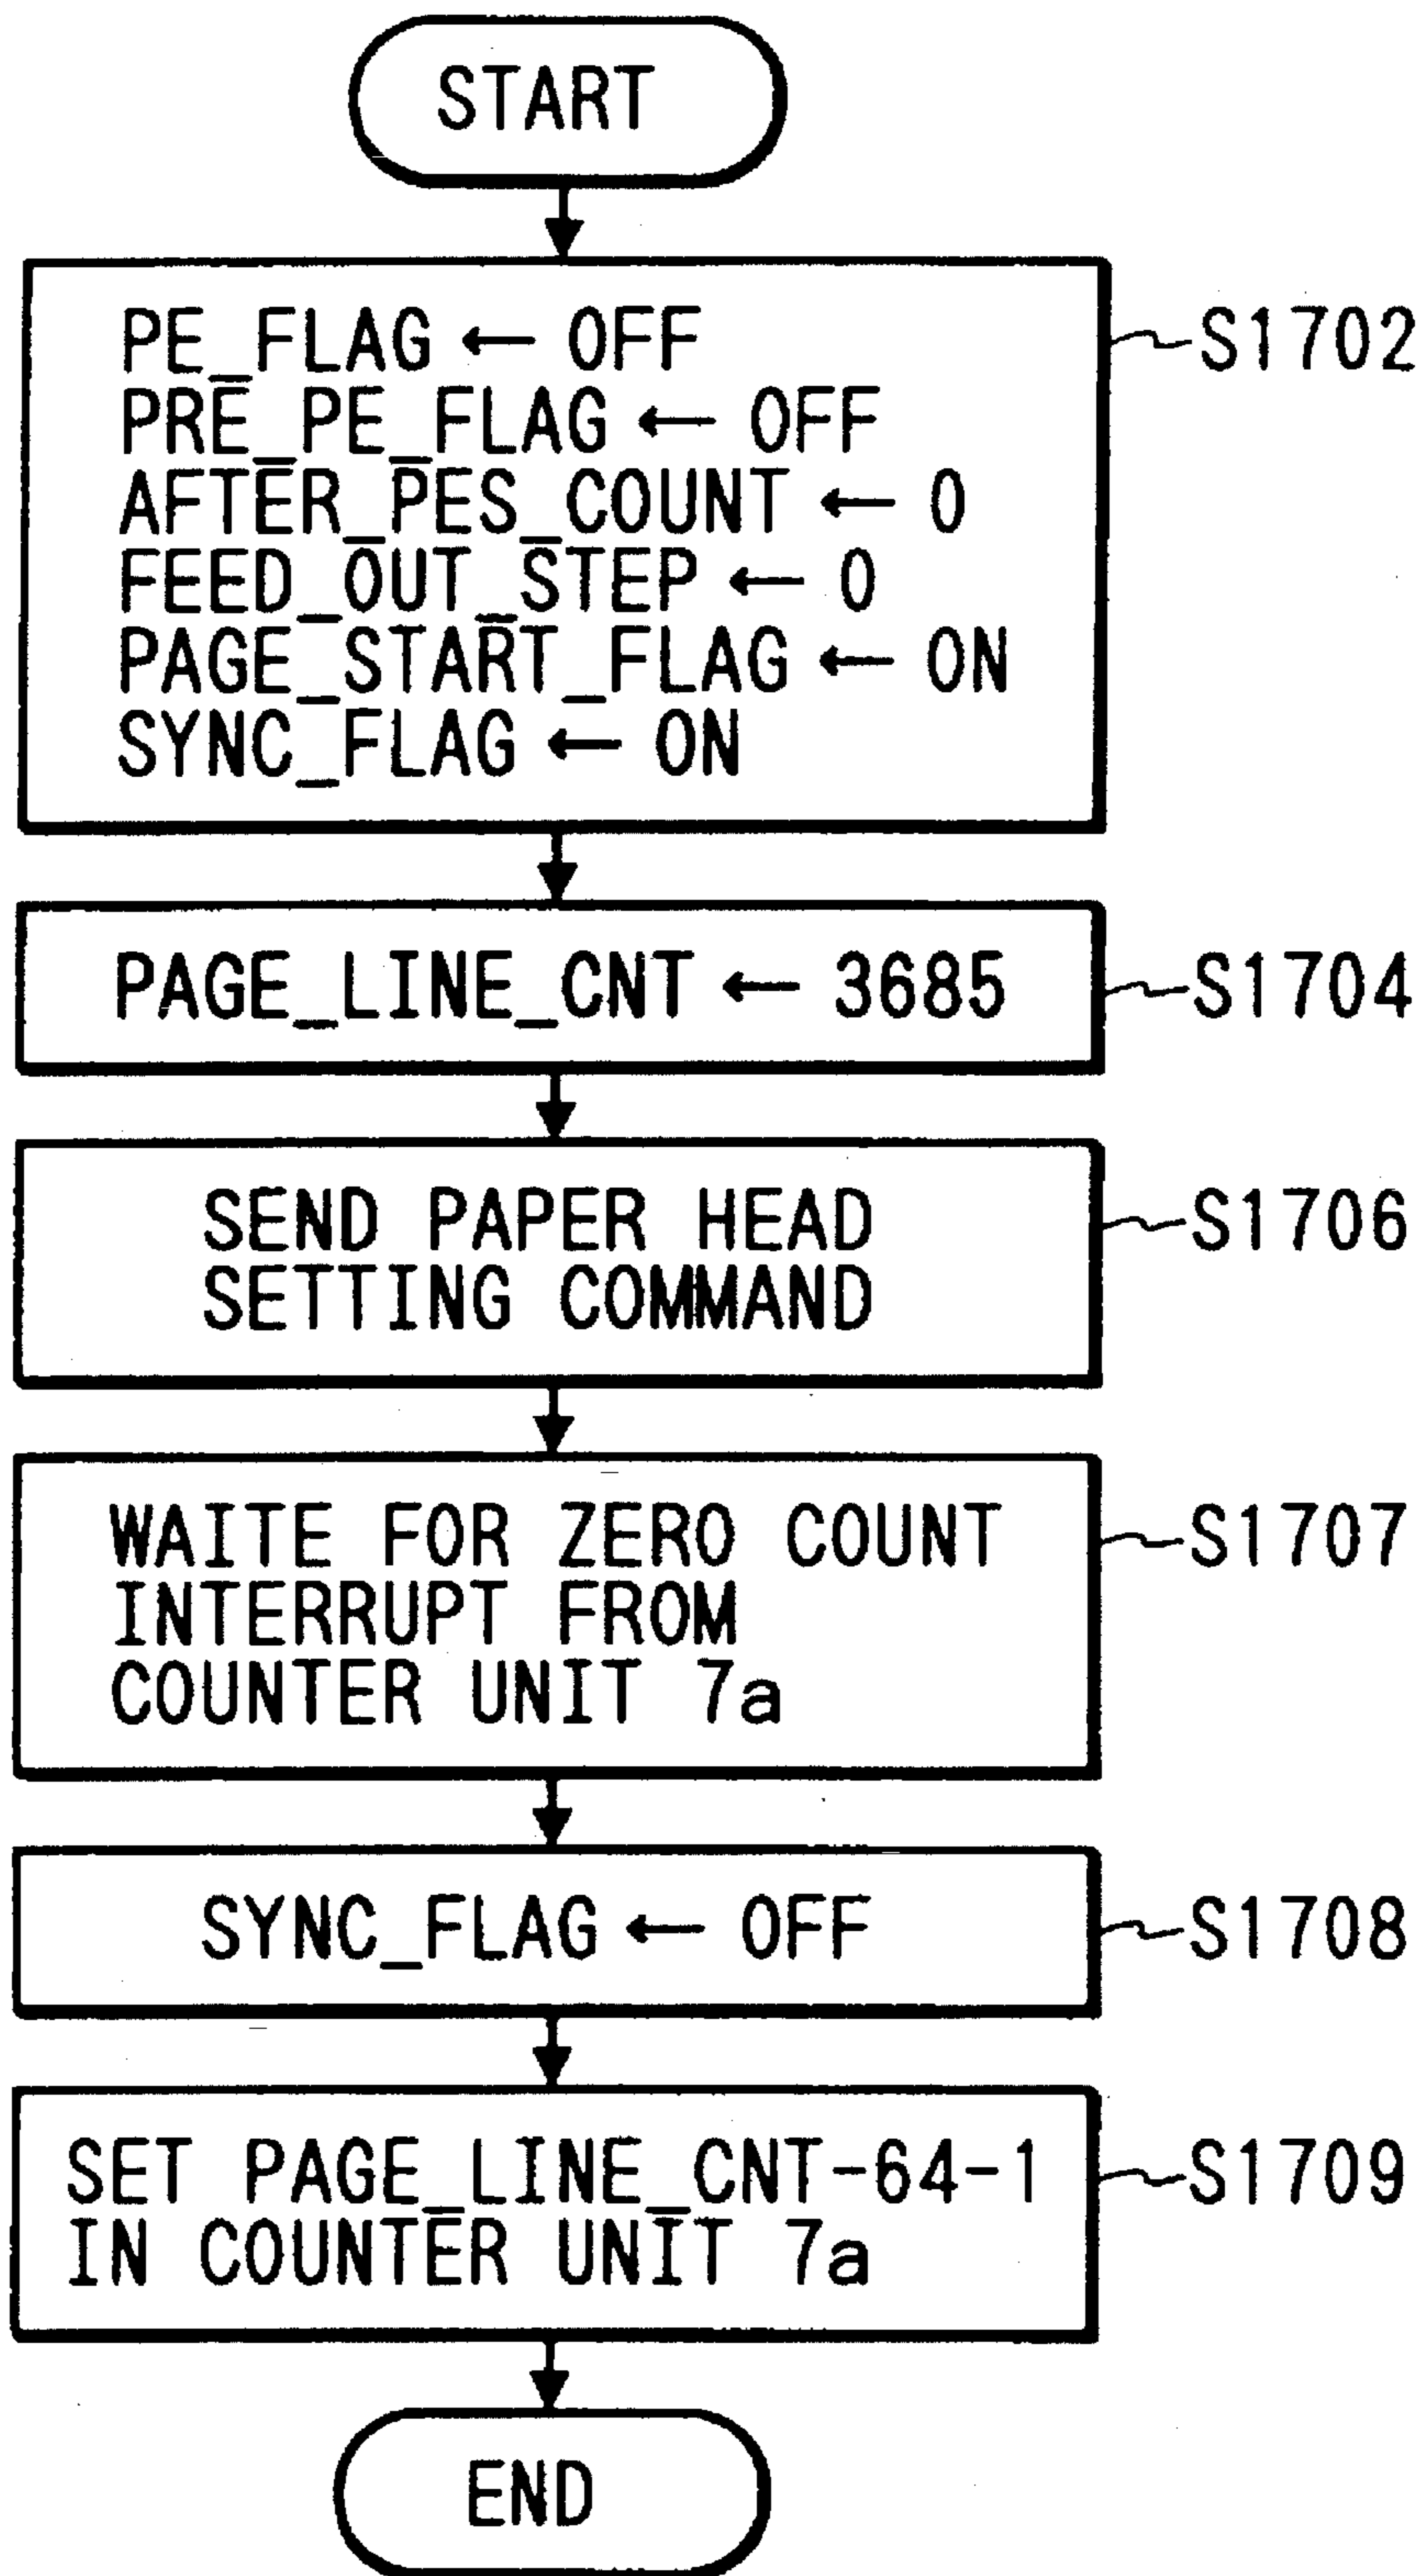 START
PE_FLAG ← OFF S1702
PRE_PE_FLAG ← OFF
AFTER_PES_COUNT ← 0
FEED_OUT_STEP ← 0
PAGE_START_FLAG ← ON
SYNC_FLAG ← ON
PAGE_LINE_CNT ← 3685 S1704
SEND PAPER HEAD S1706
SETTING COMMAND
WAITE FOR ZERO COUNT S1707
INTERRUPT FROM
COUNTER UNIT 7a
SYNC_FLAG ← OFF S1708
SET PAGE_LINE_CNT-64-1 S1709
IN COUNTER UNIT 7a
END